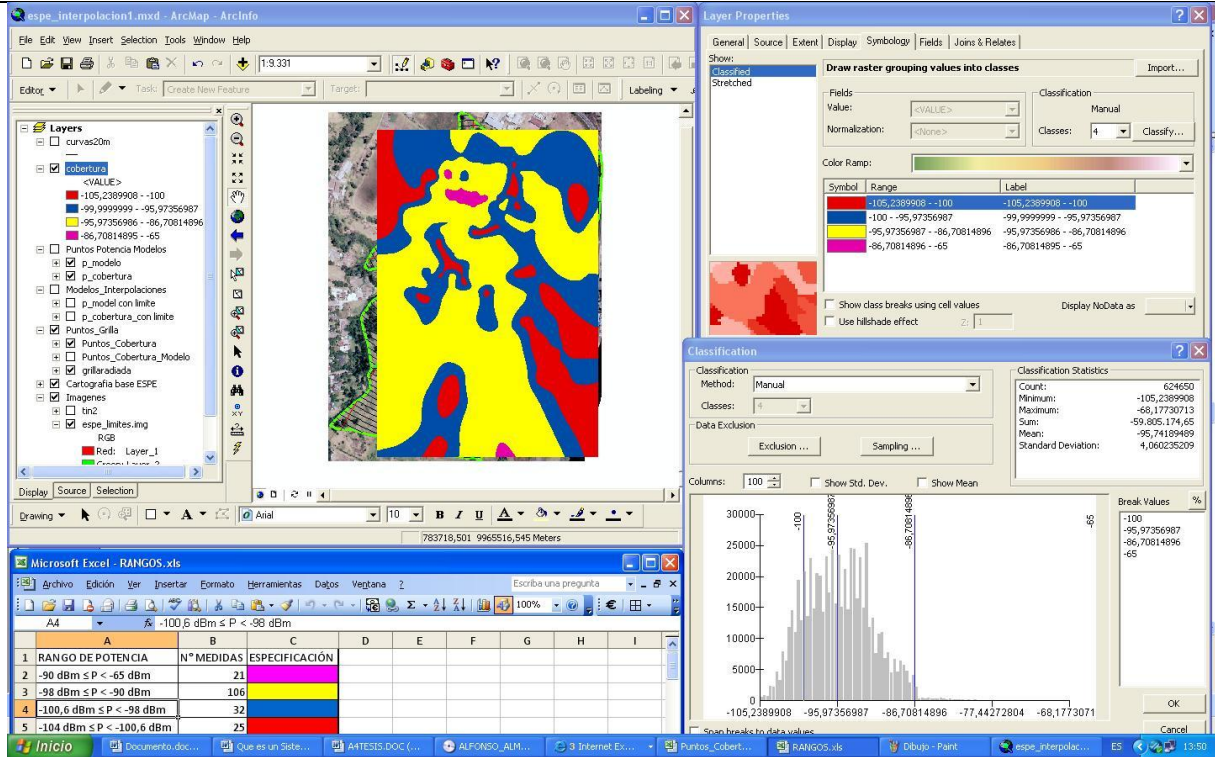 espe_interpolacion1.mxd - ArcMap - ArcInfo
File Edit View Insert Selection Tools Window Help
1:9.331
Editor Task: Create New Feature Target: Labeling
Layers
curvas20m
cobertura
<VALUE>
-105,2389908 - -100
-99,9999999 - -95,97356987
-95,97356986 - -86,70814896
-86,70814895 - -65
Puntos Potencia Modelos
p_modelo
p_cobertura
Modelos_Interpolaciones
p_model con limite
p_cobertura_con limite
Puntos_Grilla
Puntos_Cobertura
Puntos_Cobertura_Modelo
grillaradiada
Cartografia base ESPE
Imagenes
tin2
espe_limites.img
RGB
Red: Layer_1
Display Source Selection
Drawing A Arial 10 B I U A
783718,501 9965516,545 Meters
Layer Properties
General Source Extent Display Symbology Fields Joins & Relates
Show:
Classified
Stretched
Draw raster grouping values into classes
Import...
Fields
Value: <VALUE>
Normalization: <None>
Classification
Manual
Classes: 4 Classify...
Color Ramp:
Symbol Range Label
-105,2389908 - -100 -105,2389908 - -100
-100 - -95,97356987 -99,9999999 - -95,97356987
-95,97356987 - -86,70814896 -95,97356986 - -86,70814896
-86,70814896 - -65 -86,70814895 - -65
Show class breaks using cell values
Display NoData as
Use hillshade effect Z: 1
Classification
Classification
Method: Manual
Classes: 4
Data Exclusion
Exclusion ... Sampling ...
Classification Statistics
Count: 624650
Minimum: -105,2389908
Maximum: -68,17730713
Sum: -59.805.174,65
Mean: -95,74189489
Standard Deviation: 4,060235209
Columns: 100 Show Std. Dev. Show Mean
Break Values %
-100
-95,97356987
-86,70814896
-65
30000
25000
20000
15000
10000
5000
0
-100
-95,97356987
-86,70814896
-65
-105,2389908 -95,97356987 -86,70814896 -77,44272804 -68,1773071
Snap breaks to data values
OK
Cancel
Microsoft Excel - RANGOS.xls
Archivo Edición Ver Insertar Formato Herramientas Datos Ventana ? Escriba una pregunta
100%
A4 fx -100,6 dBm ≤ P < -98 dBm
A B C D E F G H I
1 RANGO DE POTENCIA N° MEDIDAS ESPECIFICACIÓN
2 -90 dBm ≤ P < -65 dBm 21
3 -98 dBm ≤ P < -90 dBm 106
4 -100,6 dBm ≤ P < -98 dBm 32
5 -104 dBm ≤ P < -100,6 dBm 25
Inicio Documento.doc... Que es un Siste... A4TESIS.DOC (... ALFONSO_ALM... 3 Internet Ex... Puntos_Cobert... RANGOS.xls Dibujo - Paint espe_interpolac... ES 13:50